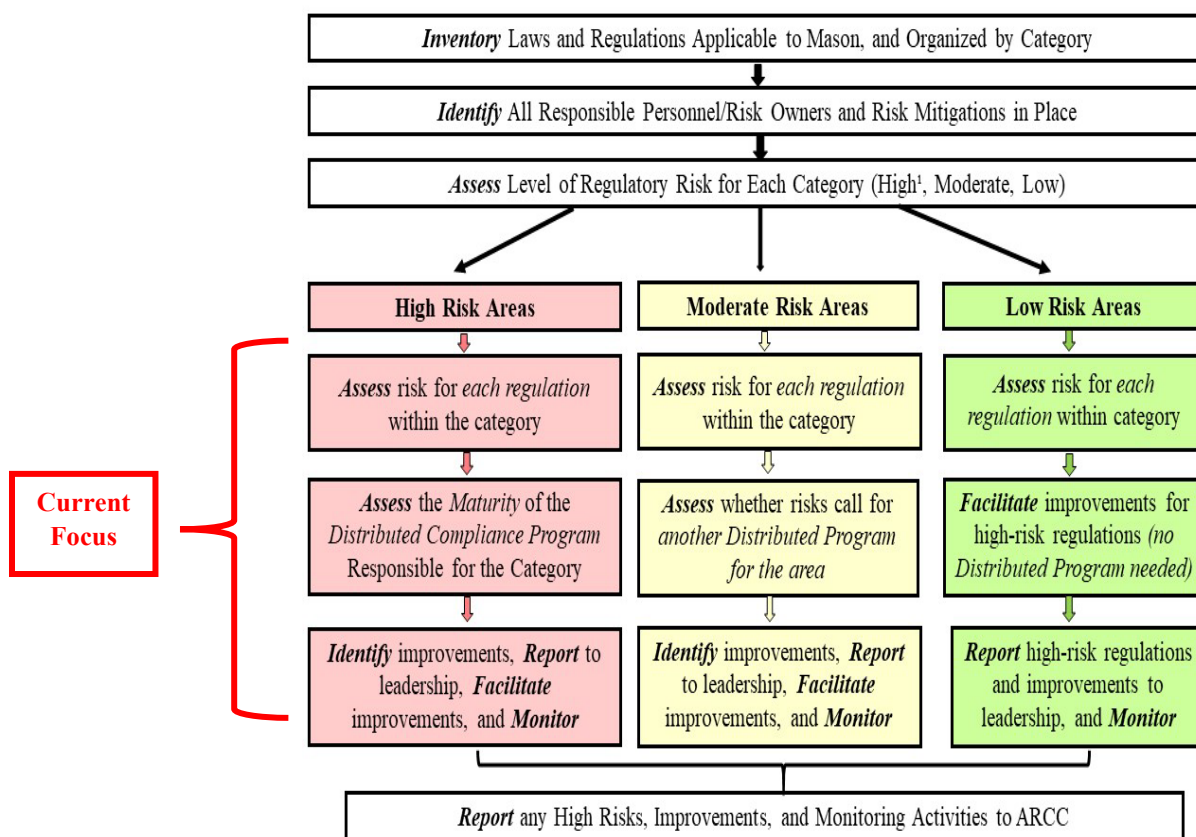 Inventory Laws and Regulations Applicable to Mason, and Organized by Category
Identify All Responsible Personnel/Risk Owners and Risk Mitigations in Place
Assess Level of Regulatory Risk for Each Category (High¹, Moderate, Low)
High Risk Areas
Assess risk for each regulation
within the category
Assess the Maturity of the
Distributed Compliance Program
Responsible for the Category
Identify improvements, Report to
leadership, Facilitate
improvements, and Monitor
Moderate Risk Areas
Assess risk for each regulation
within the category
Assess whether risks call for
another Distributed Program
for the area
Identify improvements, Report
to leadership, Facilitate
improvements, and Monitor
Low Risk Areas
Assess risk for each
regulation within category
Facilitate improvements for
high-risk regulations (no
Distributed Program needed)
Report high-risk regulations
and improvements to
leadership, and Monitor
Current
Focus
Report any High Risks, Improvements, and Monitoring Activities to ARCC